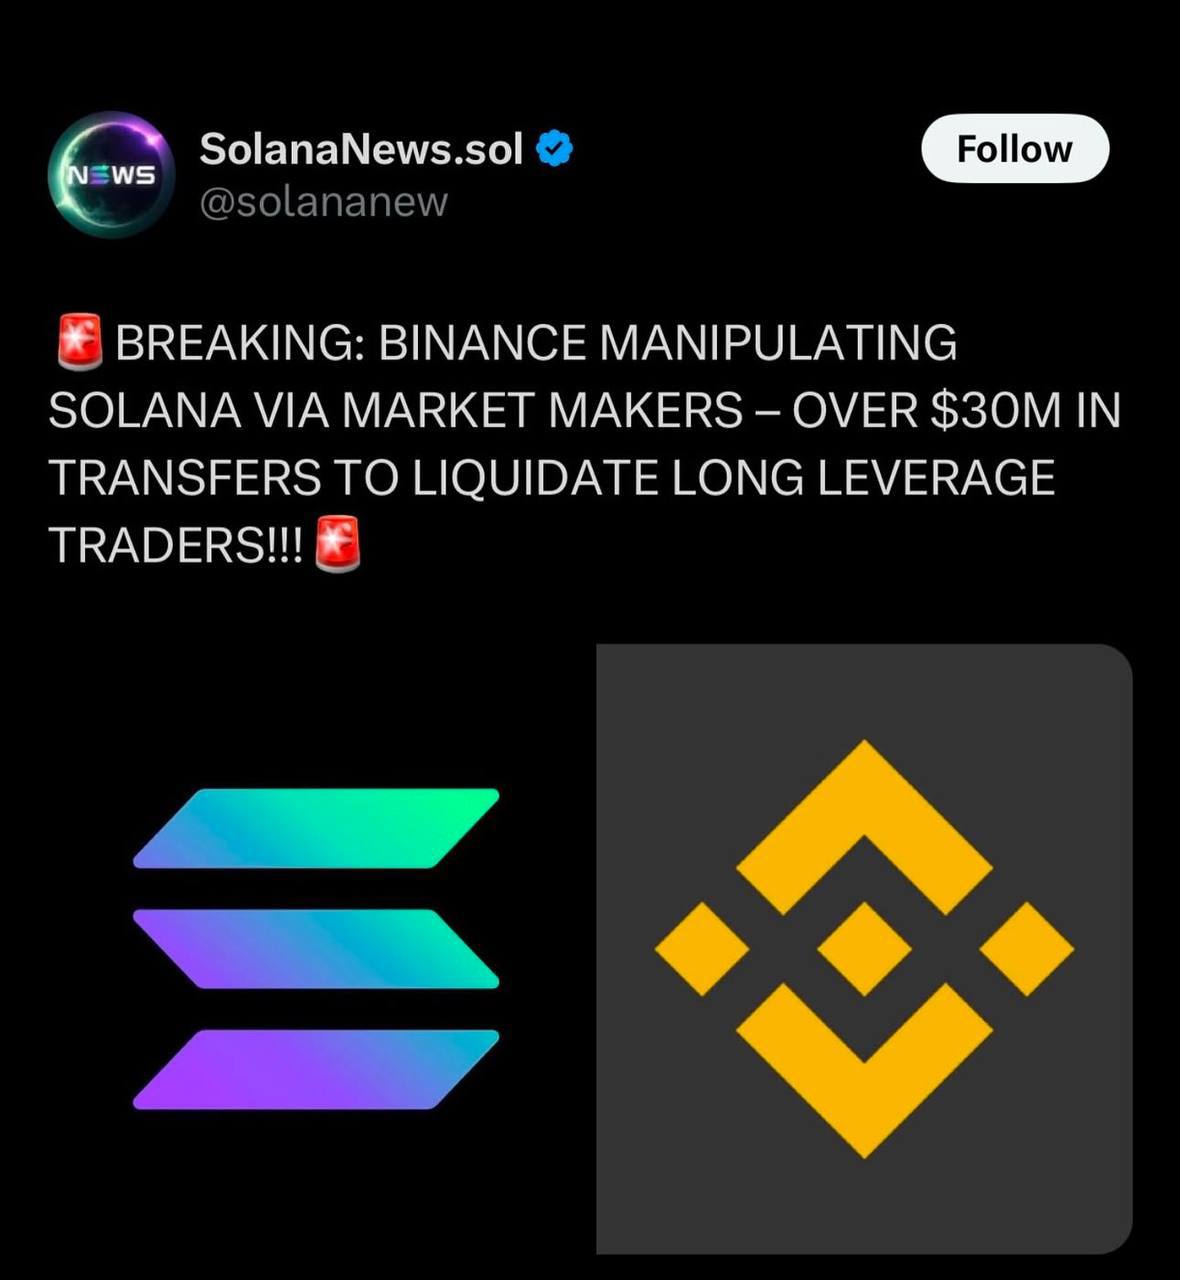 NEWS
SolanaNews.sol
@solananew
Follow
🚨BREAKING: BINANCE MANIPULATING
SOLANA VIA MARKET MAKERS – OVER $30M IN
TRANSFERS TO LIQUIDATE LONG LEVERAGE
TRADERS!!!🚨